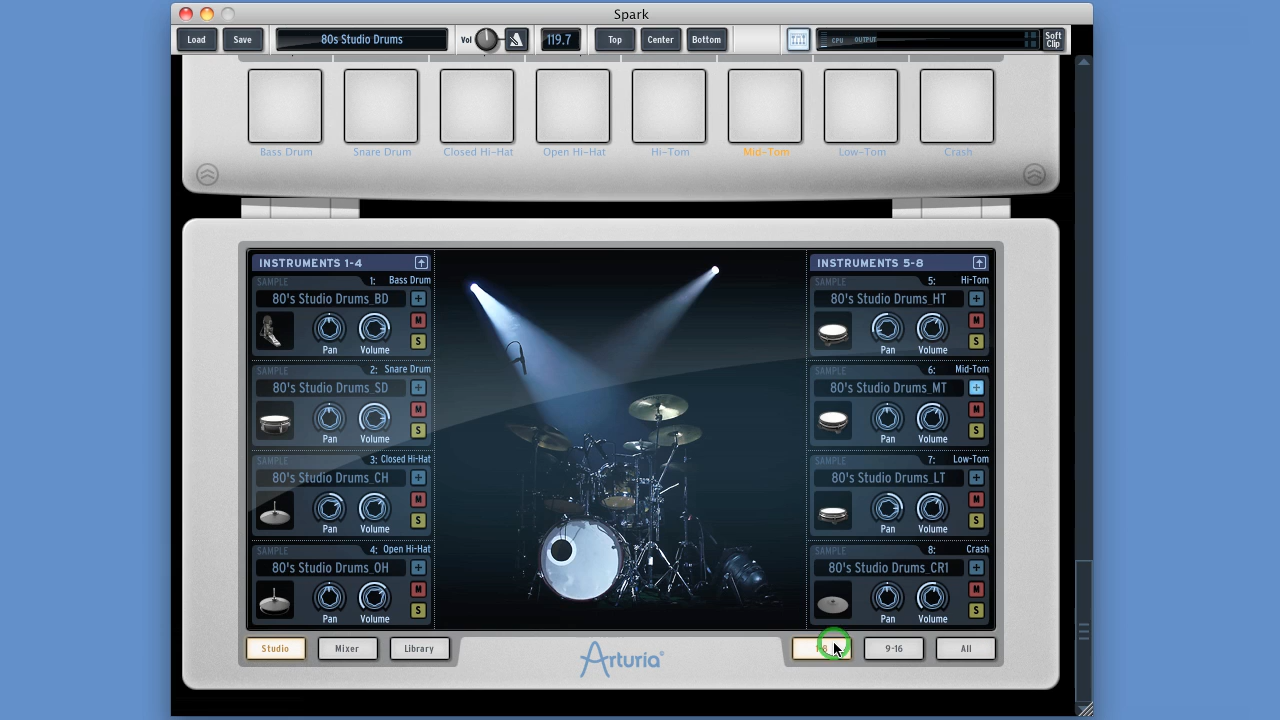 Spark
Load Save 80s Studio Drums Vol 119.7 Top Center Bottom CPU OUTPUT Soft Clip
Bass Drum Snare Drum Closed Hi-Hat Open Hi-Hat Hi-Tom Mid-Tom Low-Tom Crash
INSTRUMENTS 1-4
SAMPLE 1: Bass Drum
80's Studio Drums_BD +
M
S
Pan Volume
SAMPLE 2: Snare Drum
80's Studio Drums_SD +
M
S
Pan Volume
SAMPLE 3: Closed Hi-Hat
80's Studio Drums_CH +
M
S
Pan Volume
SAMPLE 4: Open Hi-Hat
80's Studio Drums_OH +
M
S
Pan Volume
INSTRUMENTS 5-8
SAMPLE 5: Hi-Tom
80's Studio Drums_HT +
M
S
Pan Volume
SAMPLE 6: Mid-Tom
80's Studio Drums_MT +
M
S
Pan Volume
SAMPLE 7: Low-Tom
80's Studio Drums_LT +
M
S
Pan Volume
SAMPLE 8: Crash
80's Studio Drums_CR1 +
M
S
Pan Volume
Studio Mixer Library Arturia® 1-8 9-16 All